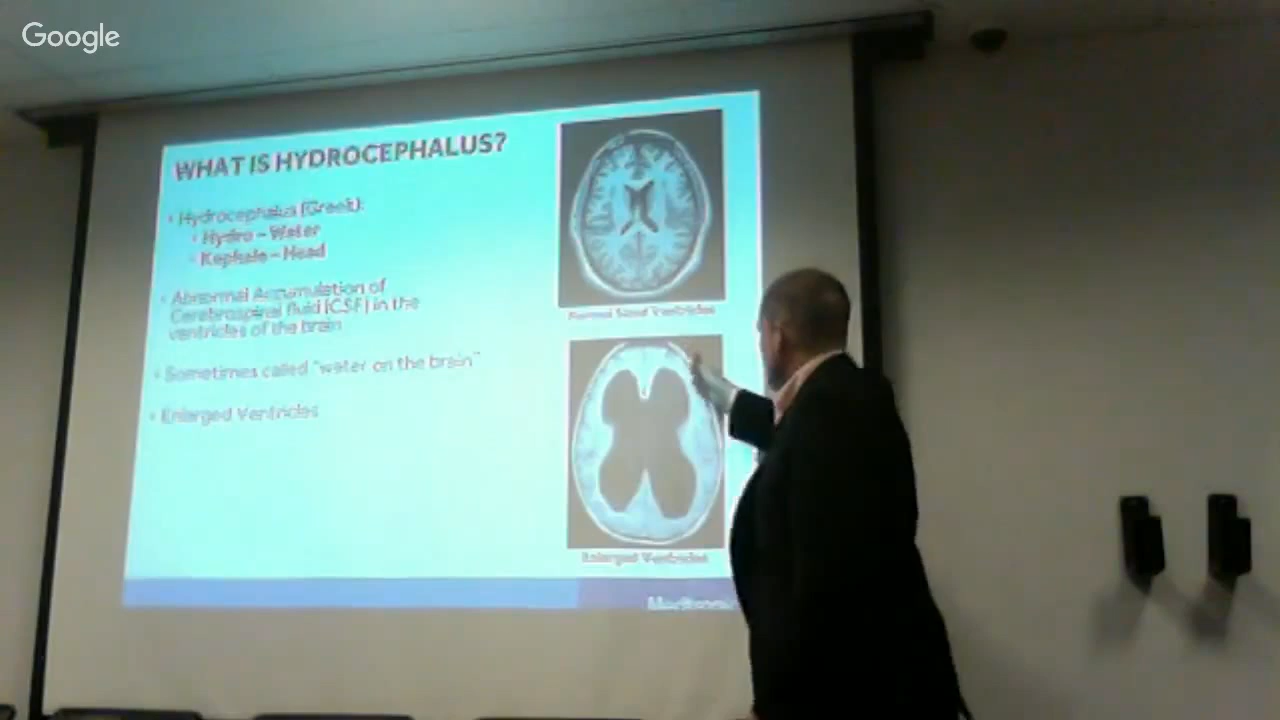 Google
WHAT IS HYDROCEPHALUS?
• Hydrocephalus (Greek):
• Hydro – Water
• Kephale – Head
• Abnormal Accumulation of
Cerebrospinal fluid (CSF) in the
ventricles of the brain
• Sometimes called "water on the brain"
• Enlarged Ventricles
Normal Sized Ventricles
Enlarged Ventricles